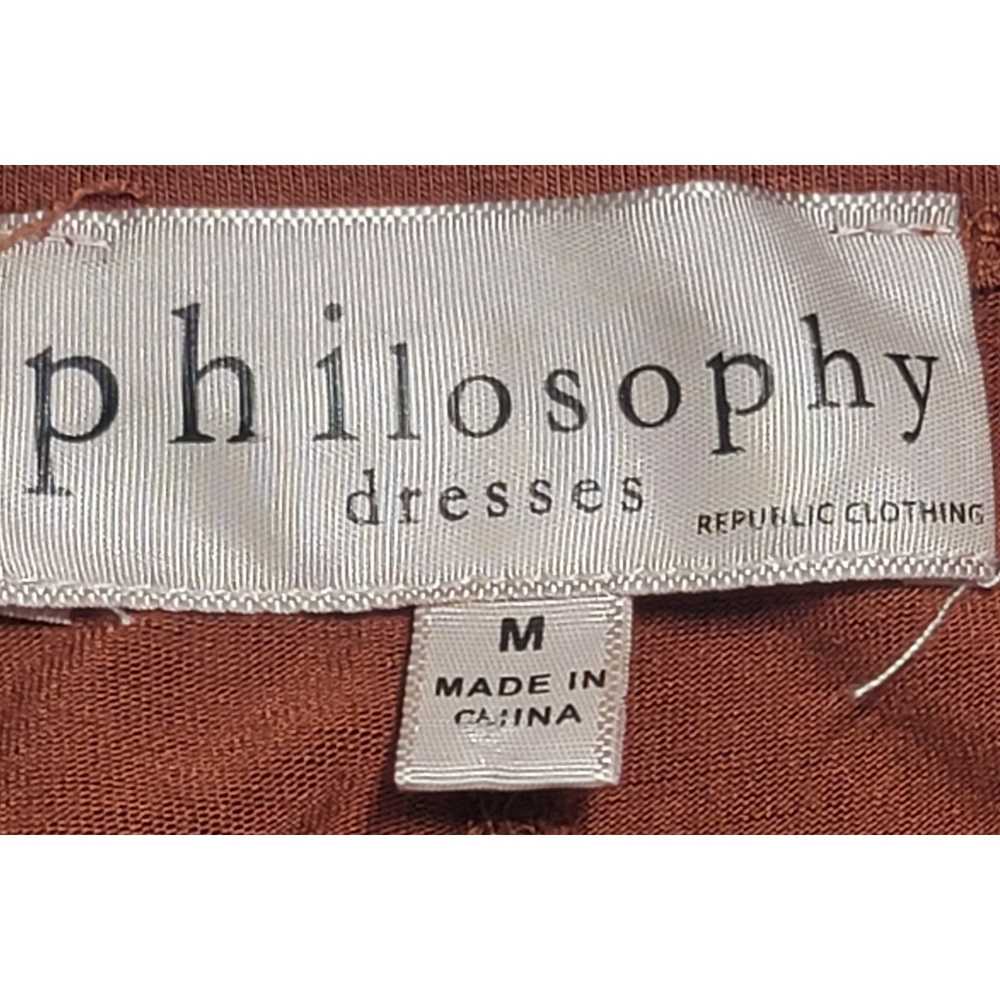 philosophy
dresses
REPUBLIC CLOTHING
M
MADE IN
CHINA